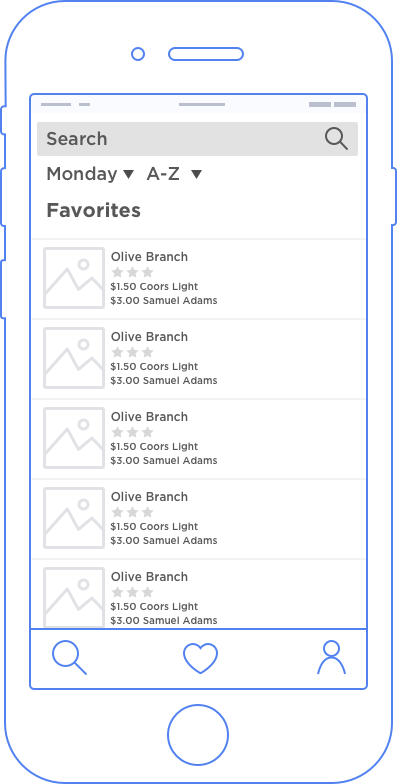 Search
Monday ▼ A-Z ▼
Favorites
Olive Branch
$1.50 Coors Light
$3.00 Samuel Adams
Olive Branch
$1.50 Coors Light
$3.00 Samuel Adams
Olive Branch
$1.50 Coors Light
$3.00 Samuel Adams
Olive Branch
$1.50 Coors Light
$3.00 Samuel Adams
Olive Branch
$1.50 Coors Light
$3.00 Samuel Adams